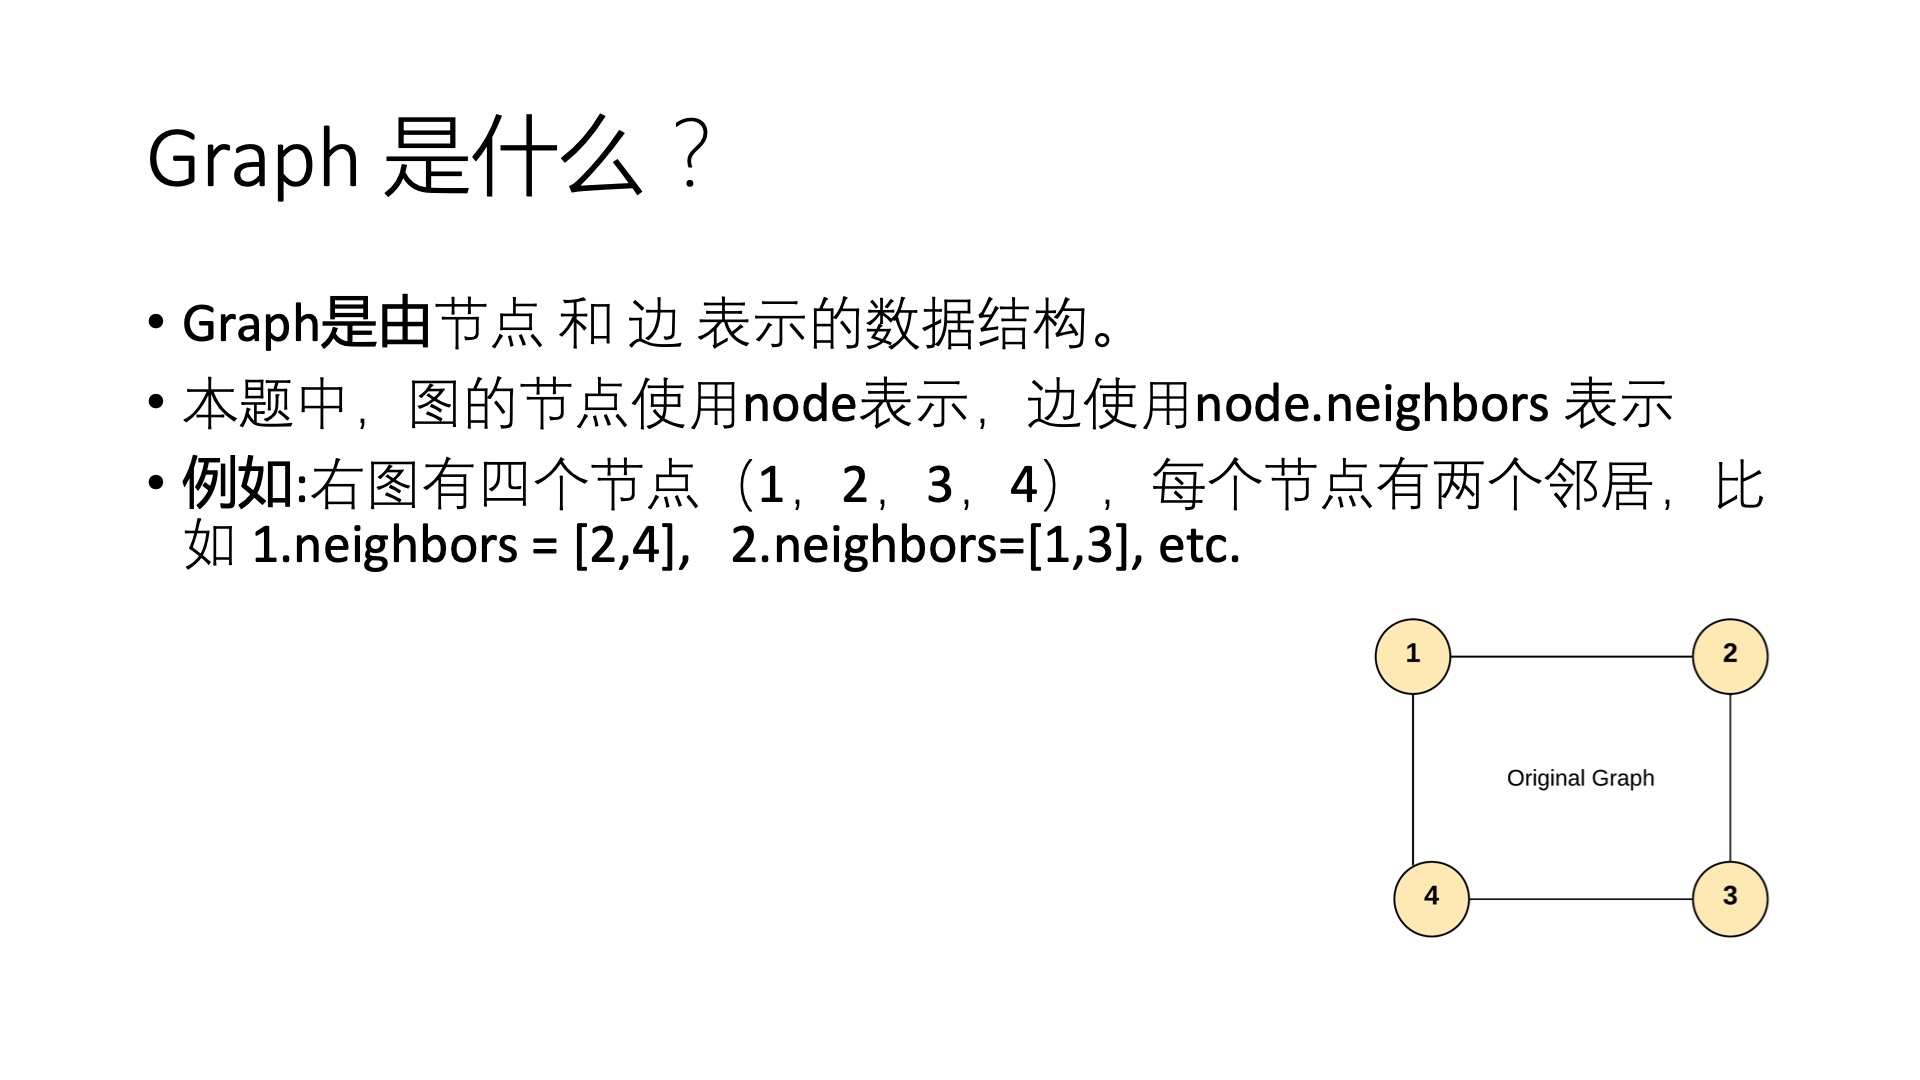 Graph 是什么？
• Graph是由节点 和 边 表示的数据结构。
• 本题中，图的节点使用node表示，边使用node.neighbors 表示
• 例如:右图有四个节点（1，2，3，4），每个节点有两个邻居，比
如 1.neighbors = [2,4],   2.neighbors=[1,3], etc.
1
2
Original Graph
4
3